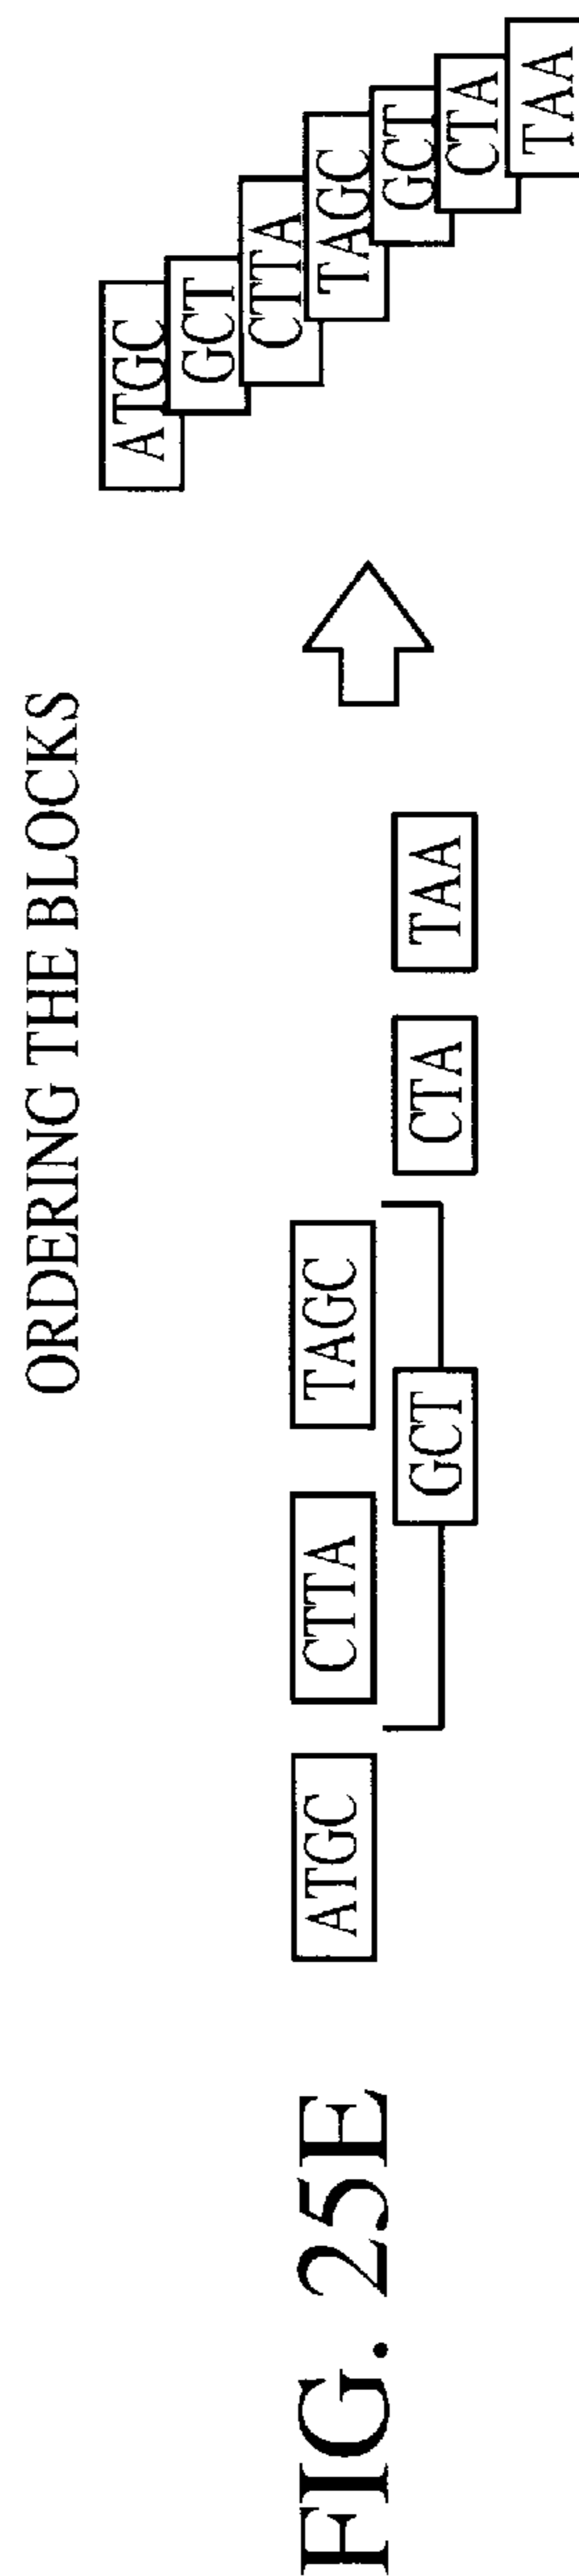 ORDERING THE BLOCKS
FIG. 25E
ATGC
CTTA
TAGC
GCT
CTA
TAA
ATGC
GCT
CTTA
TAGC
GCT
CTA
TAA